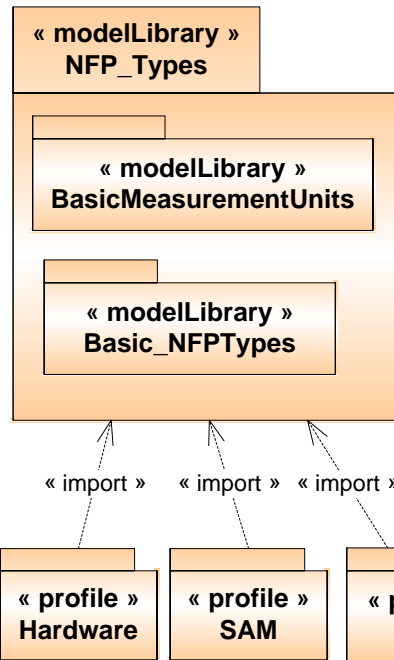 « modelLibrary »
NFP_Types
« modelLibrary »
BasicMeasurementUnits
« modelLibrary »
Basic_NFPTypes
« import » « import » « import »
« profile » « profile »
Hardware SAM